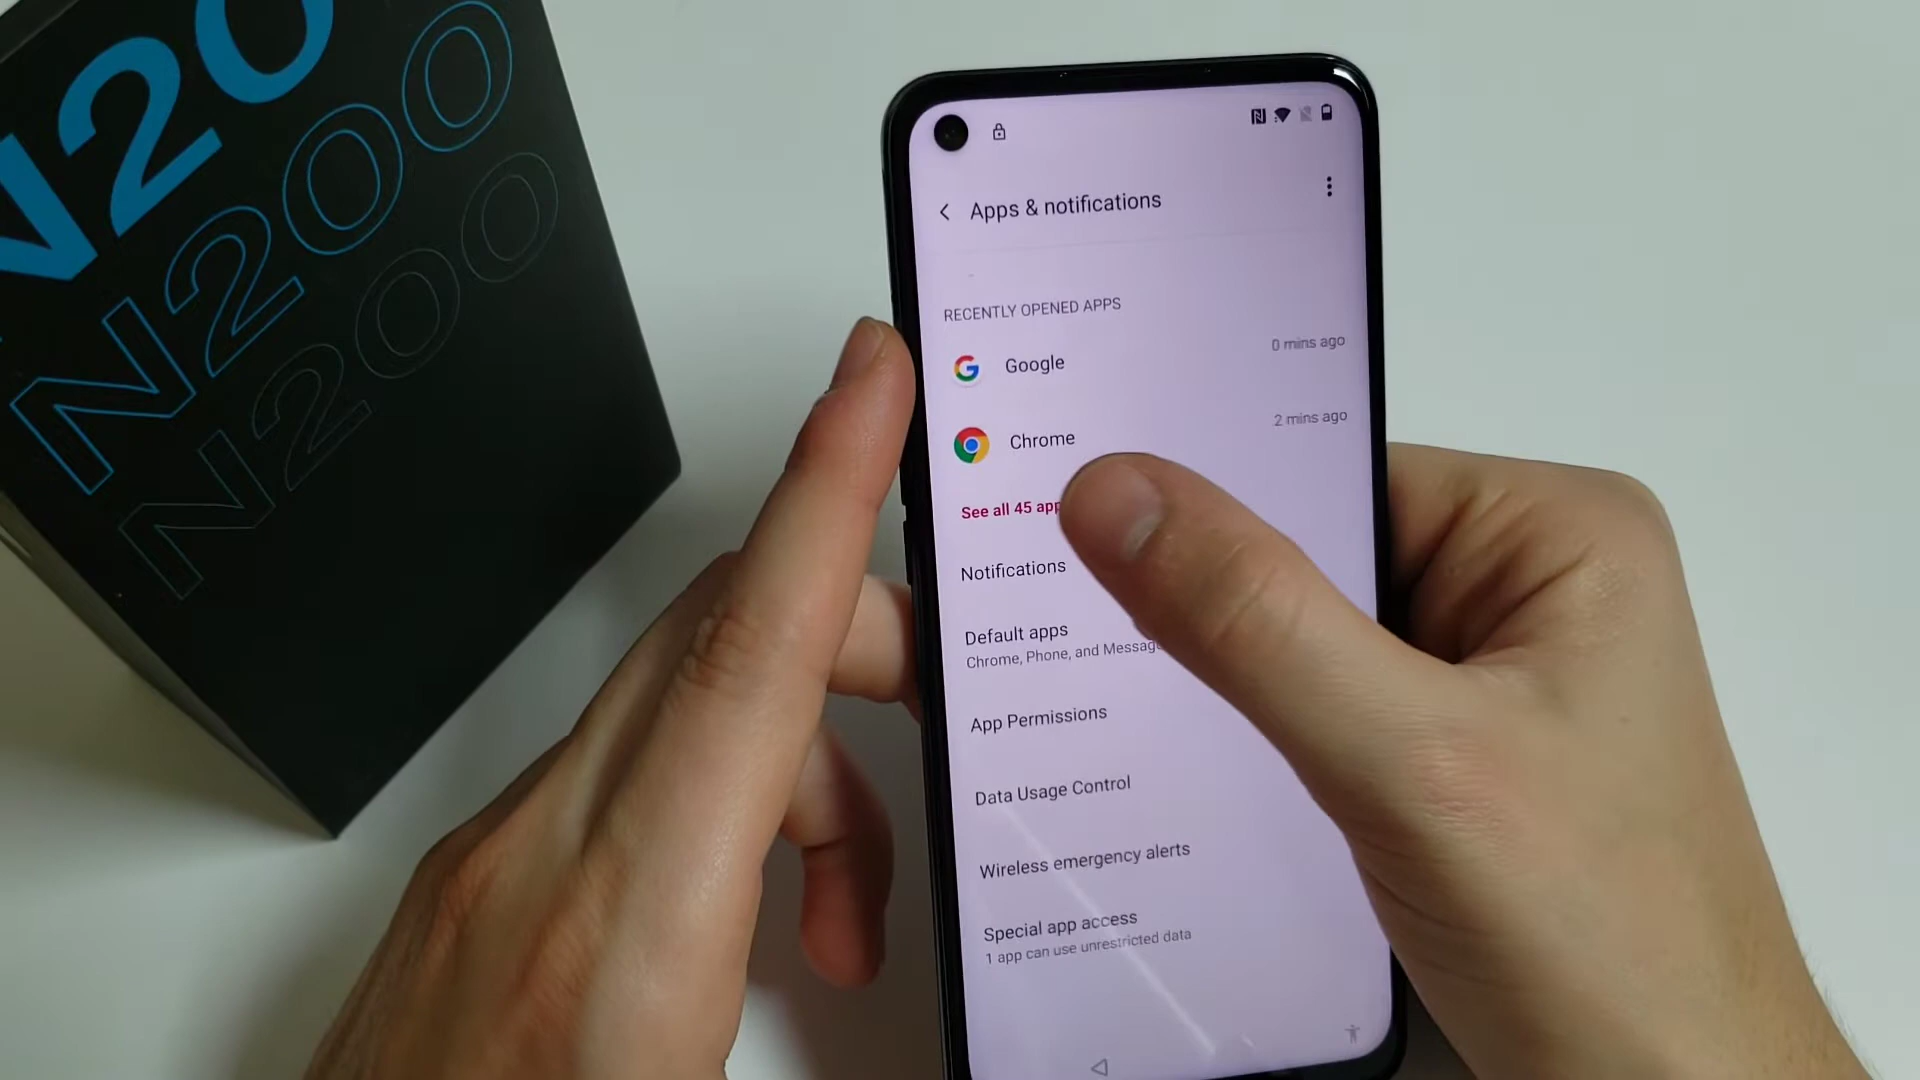 N20
N200
N200
Apps & notifications
RECENTLY OPENED APPS
Google
0 mins ago
Chrome
2 mins ago
See all 45
Notifications
Default apps
Chrome, Phone, and
App Permissions
Data Usage Control
Wireless emergency alerts
Special app access
1 app can use unrestricted data